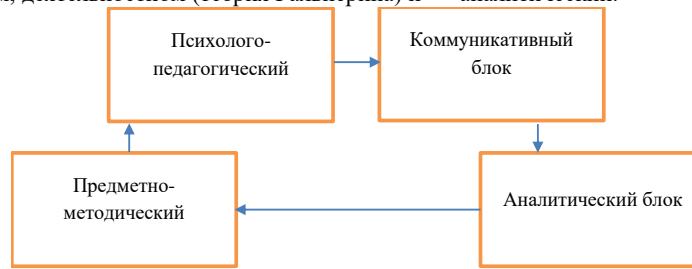 Психолого-
педагогический
Коммуникативный
блок
Предметно-
методический
Аналитический блок